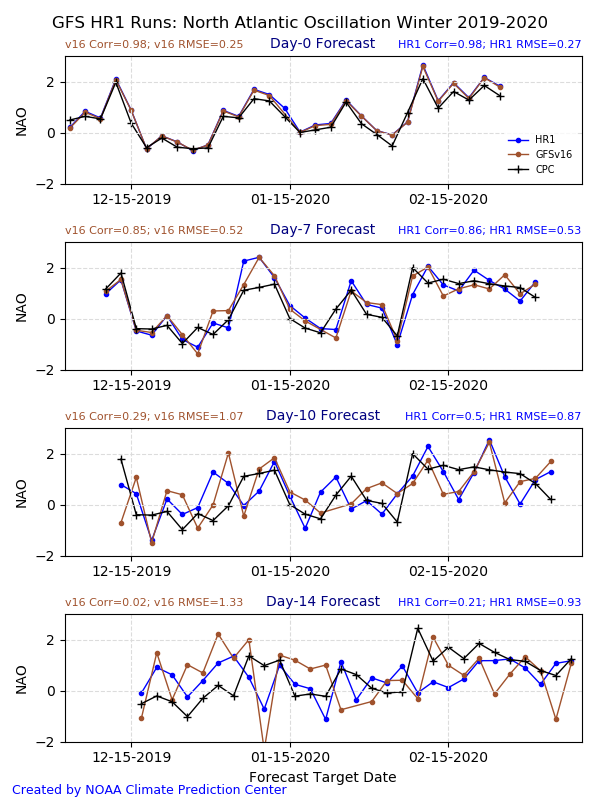 GFS HR1 Runs: North Atlantic Oscillation Winter 2019-2020
v16 Corr=0.98; v16 RMSE=0.25 Day-0 Forecast HR1 Corr=0.98; HR1 RMSE=0.27
NAO
2
0
−2
HR1
GFSv16
CPC
12-15-2019 01-15-2020 02-15-2020
v16 Corr=0.85; v16 RMSE=0.52 Day-7 Forecast HR1 Corr=0.86; HR1 RMSE=0.53
NAO
2
0
−2
12-15-2019 01-15-2020 02-15-2020
v16 Corr=0.29; v16 RMSE=1.07 Day-10 Forecast HR1 Corr=0.5; HR1 RMSE=0.87
NAO
2
0
−2
12-15-2019 01-15-2020 02-15-2020
v16 Corr=0.02; v16 RMSE=1.33 Day-14 Forecast HR1 Corr=0.21; HR1 RMSE=0.93
NAO
2
0
−2
12-15-2019 01-15-2020 02-15-2020
Forecast Target Date
Created by NOAA Climate Prediction Center